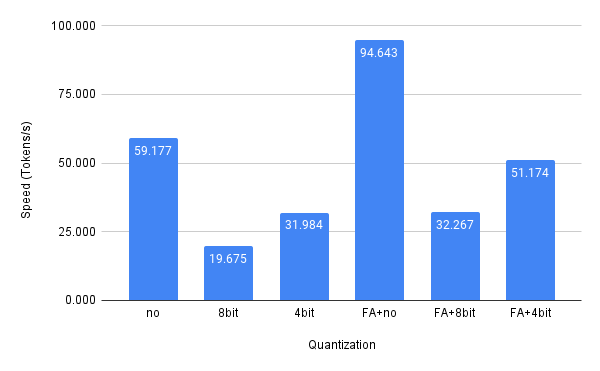 100.000
75.000
50.000
25.000
0.000
Speed (Tokens/s)
59.177
19.675
31.984
94.643
32.267
51.174
no
8bit
4bit
FA+no
FA+8bit
FA+4bit
Quantization